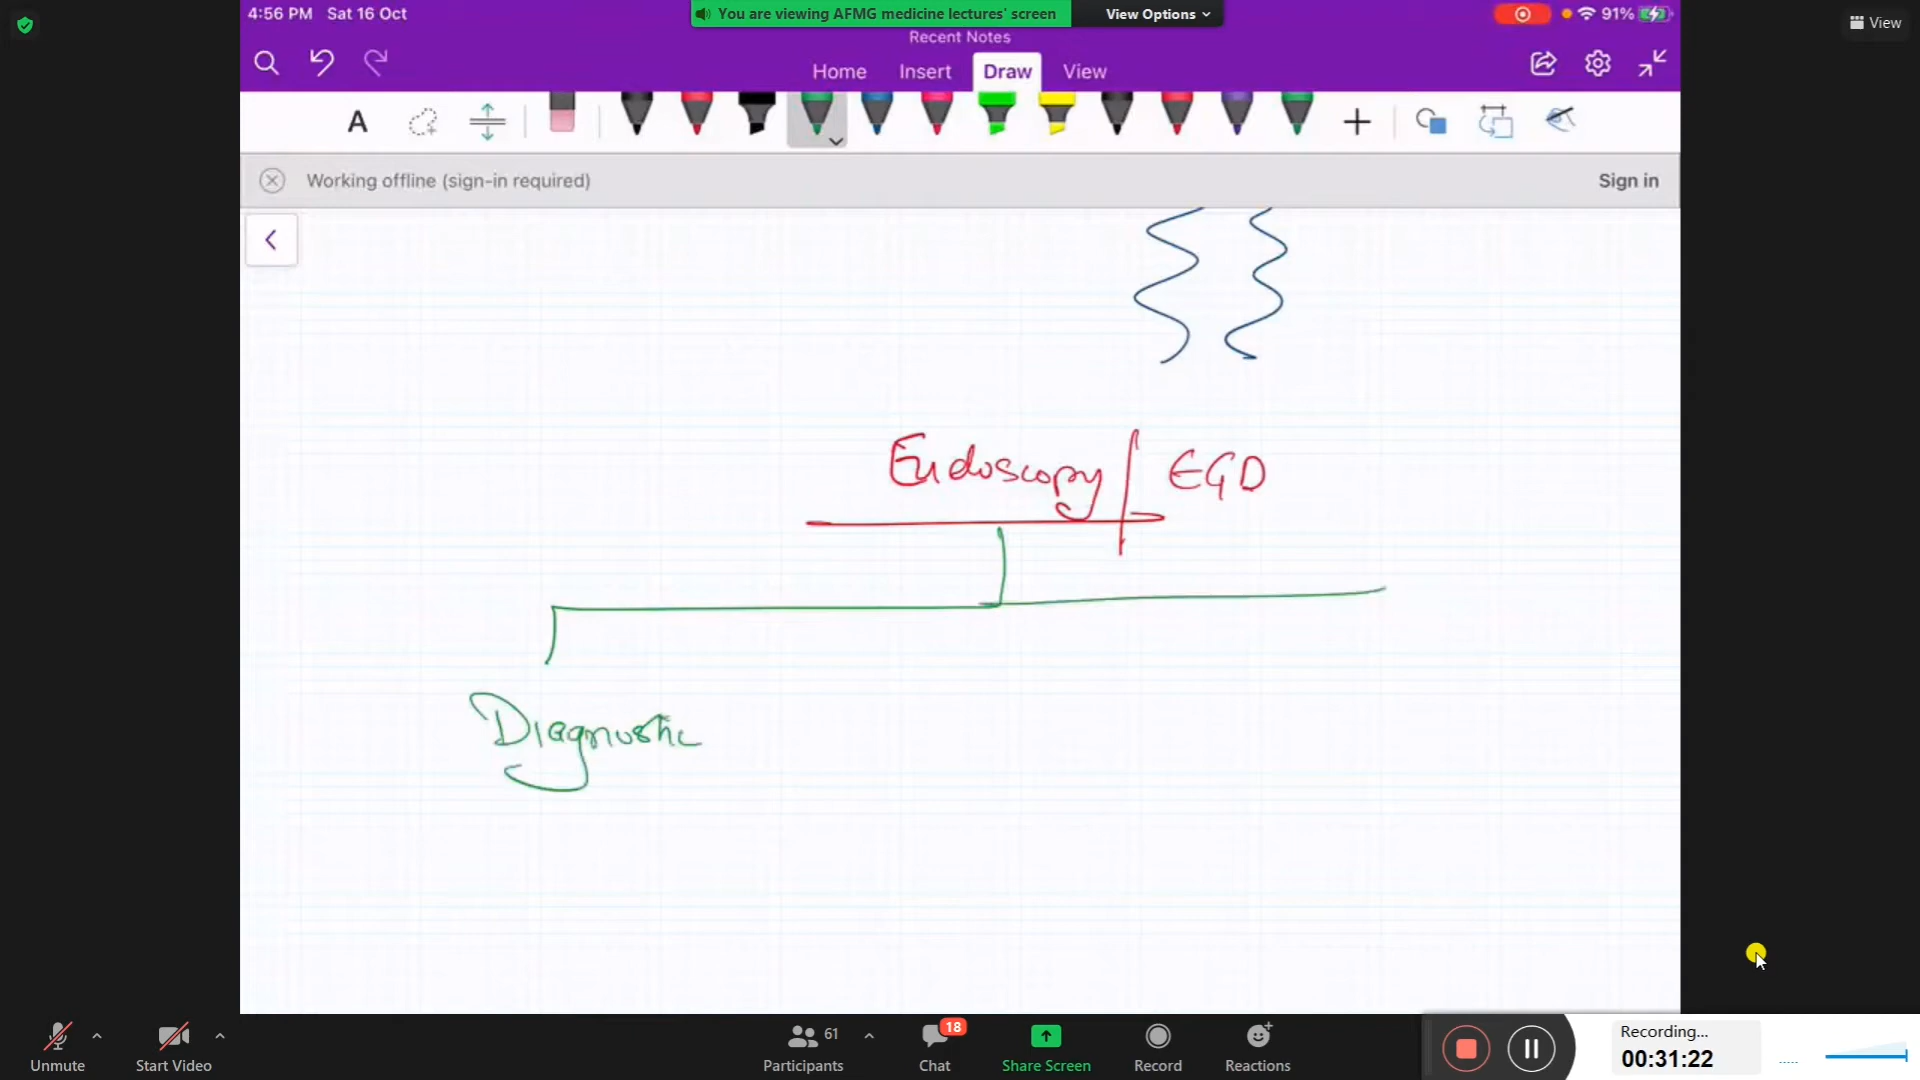 4:56 PM Sat 16 Oct
You are viewing AFMG medicine lectures' screen
View Options
91%
View
Recent Notes
Home Insert Draw View
A
Working offline (sign-in required)
Sign in
Endoscopy / EGD
Diagnostic
Unmute
Start Video
61
Participants
18
Chat
Share Screen
Record
Reactions
Recording...
00:31:22